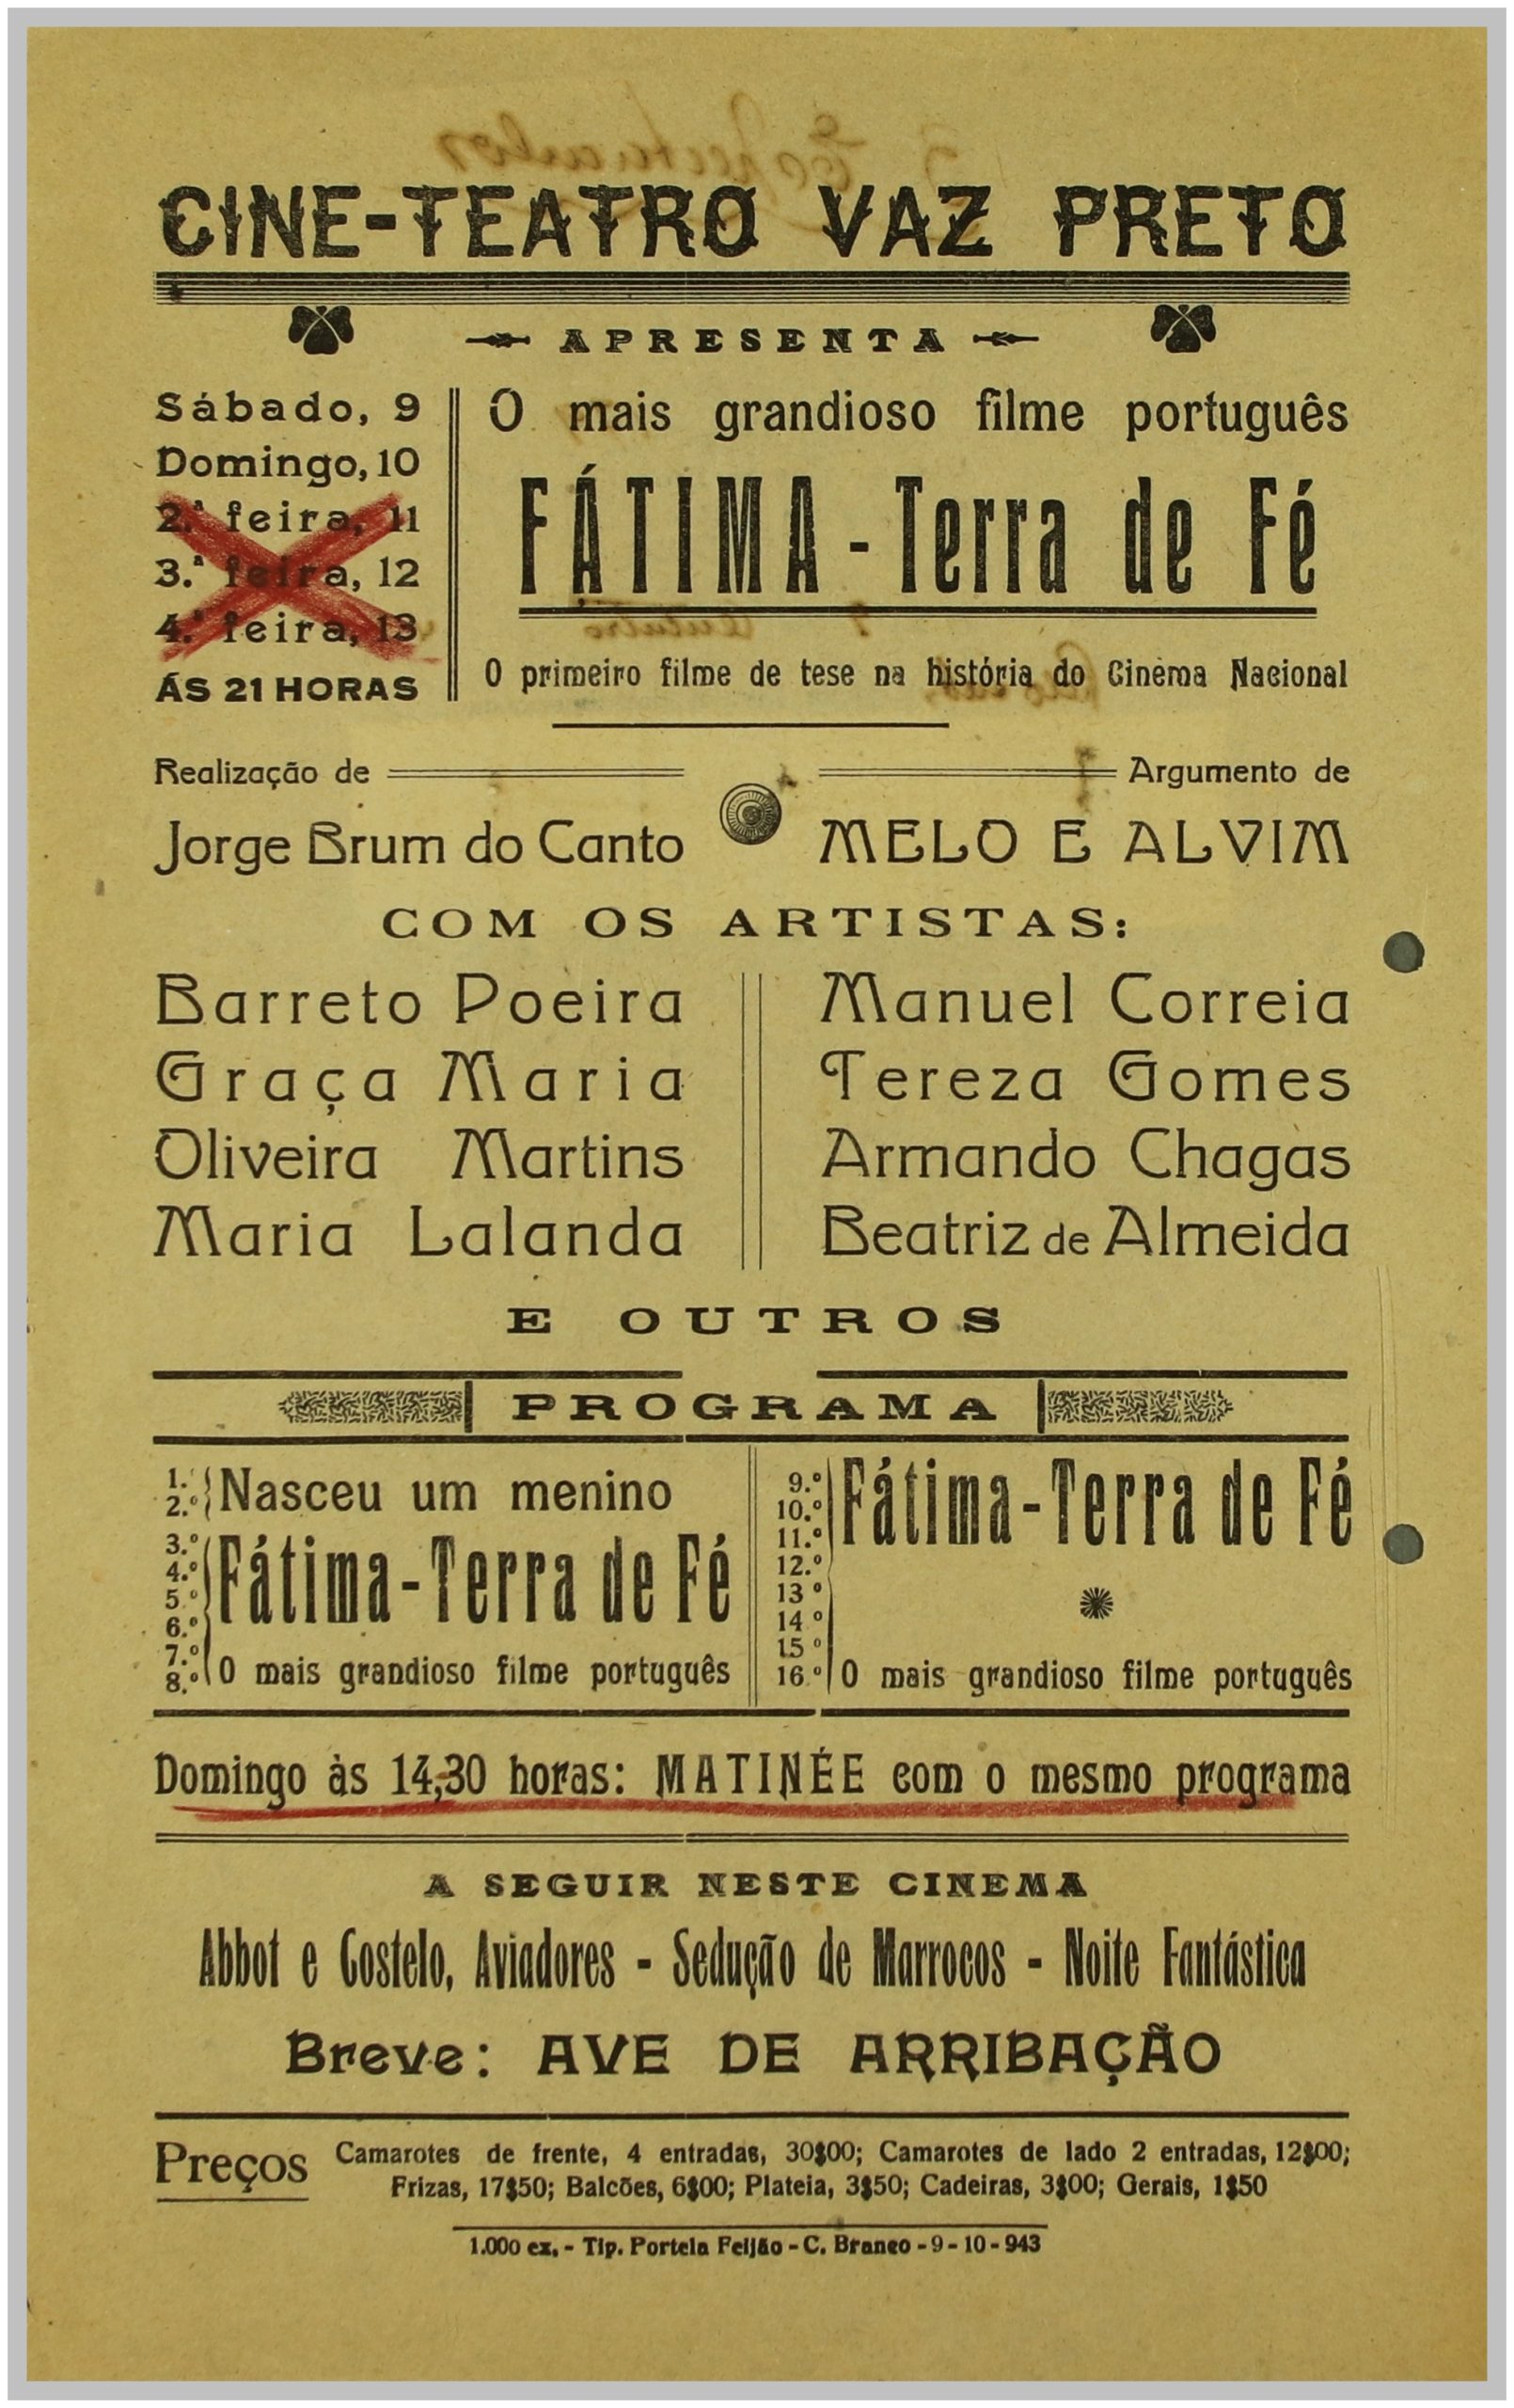 CINE-TEATRO VAZ PRETO
APRESENTA
Sábado, 9
Domingo, 10
2.ª feira, 11
3.ª feira, 12
4.ª feira, 13
ÁS 21 HORAS
O mais grandioso filme português
FÁTIMA - Terra de Fé
O primeiro filme de tese na história do Cinema Nacional
Realização de
Jorge Brum do Canto
Argumento de
MELO E ALVIM
COM OS ARTISTAS:
Barreto Poeira
Graça Maria
Oliveira Martins
Maria Lalanda
Manuel Correia
Tereza Gomes
Armando Chagas
Beatriz de Almeida
E OUTROS
PROGRAMA
1.º
2.º
Nasceu um menino
3.º
4.º
5.º
6.º
7.º
8.º
Fátima-Terra de Fé
O mais grandioso filme português
9.º
10.º
11.º
12.º
13 º
14 º
15 º
16.º
Fátima-Terra de Fé
O mais grandioso filme português
Domingo às 14,30 horas: MATINÉE com o mesmo programa
A SEGUIR NESTE CINEMA
Abbot e Costelo, Aviadores - Sedução de Marrocos - Noite Fantástica
Breve: AVE DE ARRIBAÇÃO
Preços
Camarotes de frente, 4 entradas, 30$00; Camarotes de lado 2 entradas, 12$00;
Frizas, 17$50; Balcões, 6$00; Plateia, 3$50; Cadeiras, 3$00; Gerais, 1$50
1.000 ex. - Tip. Portela Feijão - C. Branco - 9 - 10 - 943